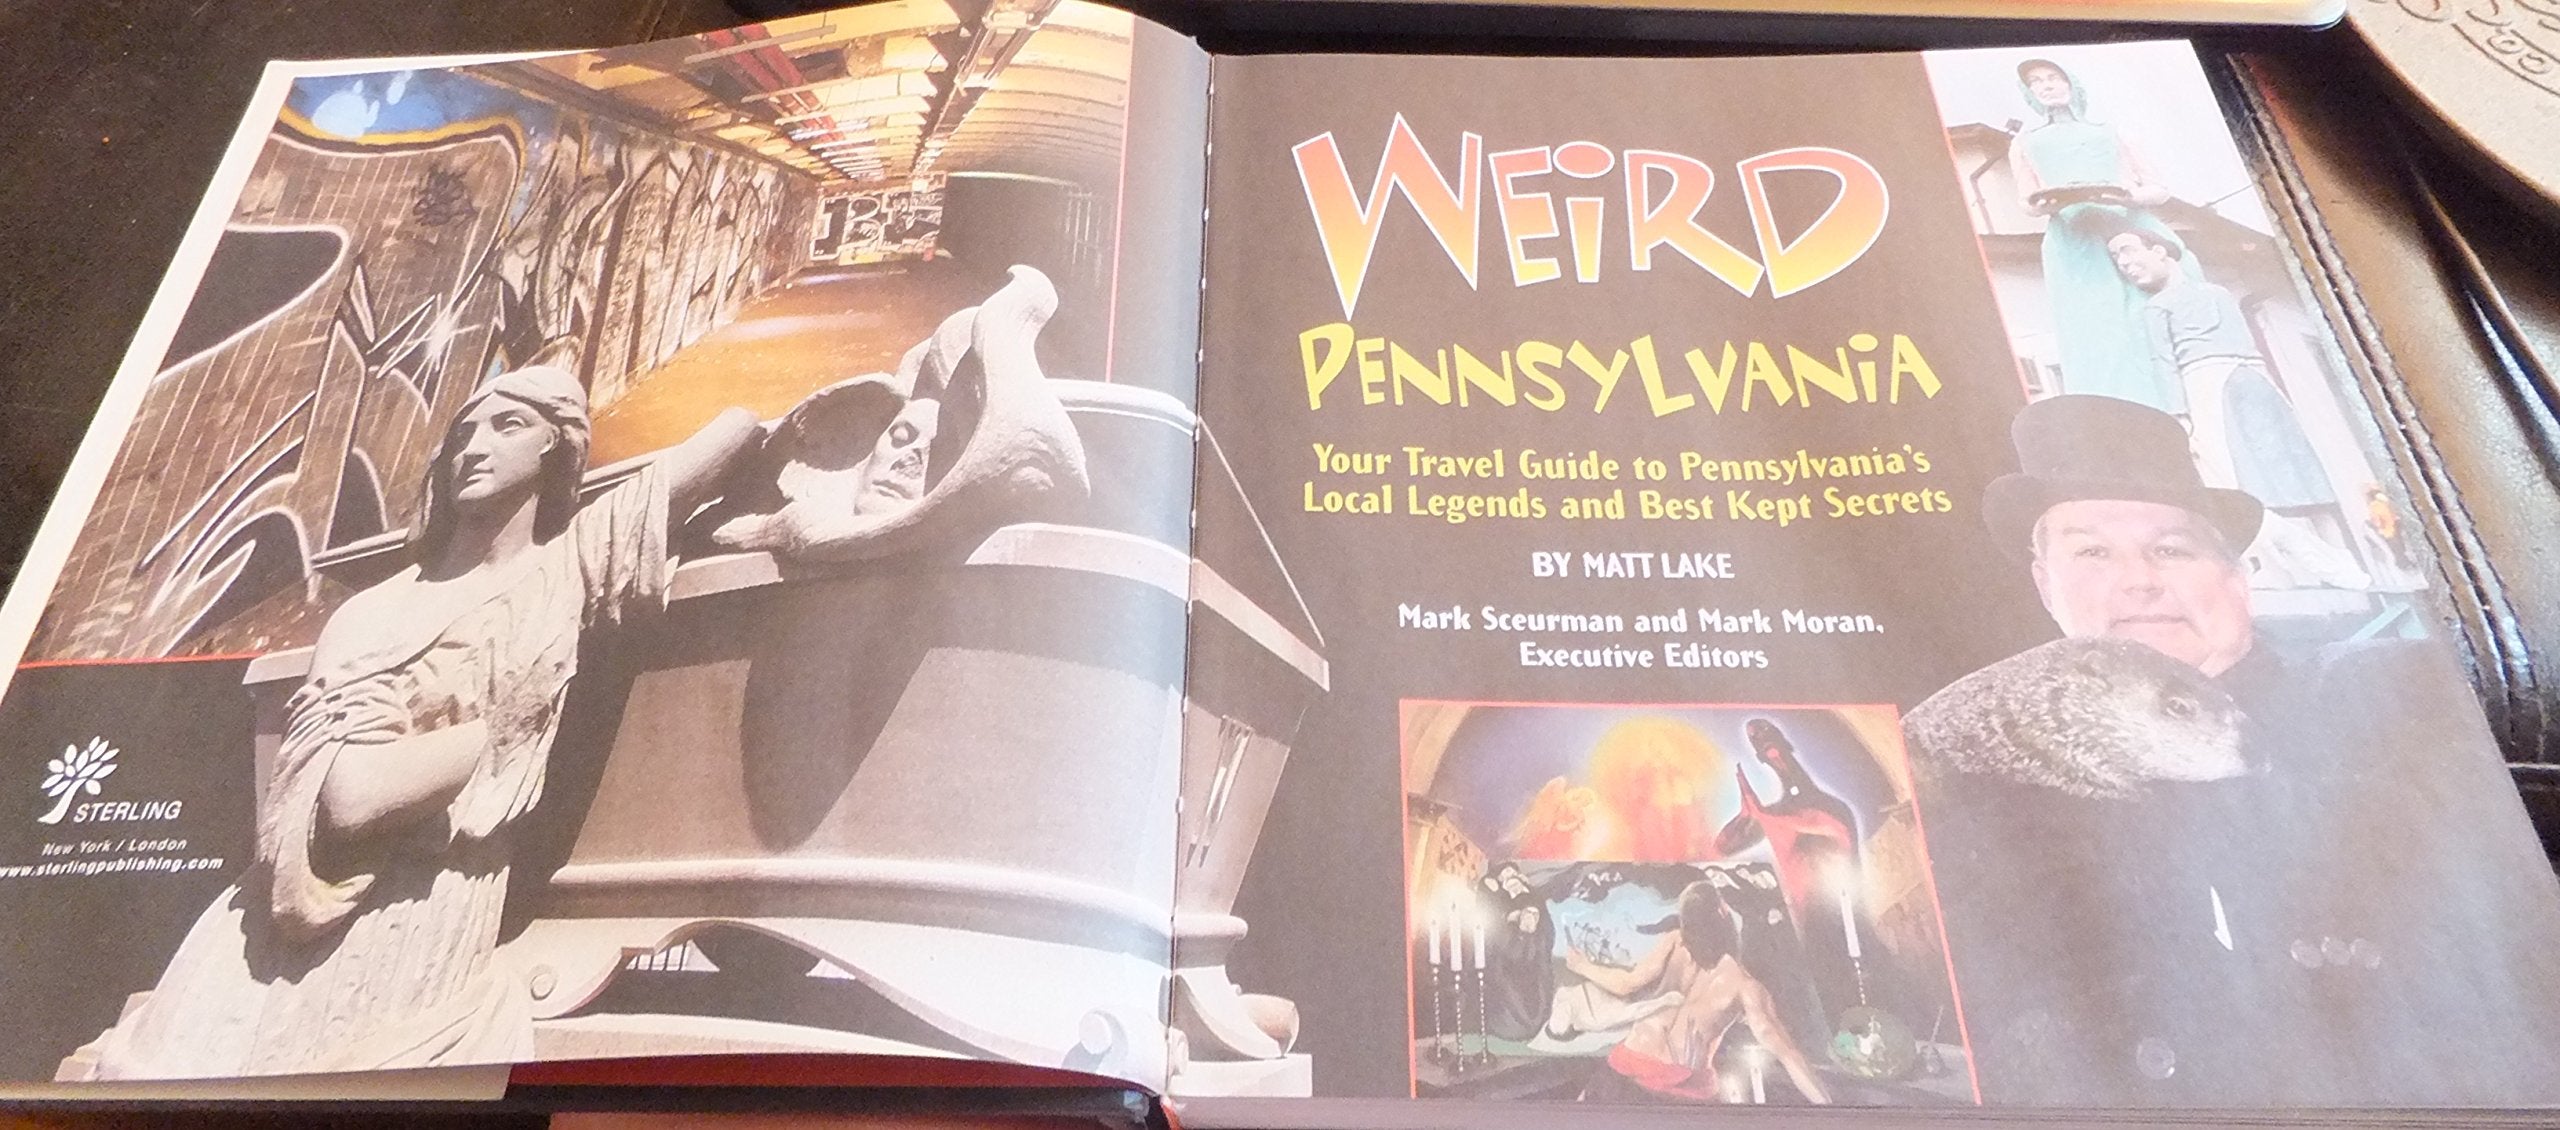 STERLING
New York / London
www.sterlingpublishing.com
WEiRD
PENNSYLVANiA
Your Travel Guide to Pennsylvania's
Local Legends and Best Kept Secrets
BY MATT LAKE
Mark Sceurman and Mark Moran,
Executive Editors